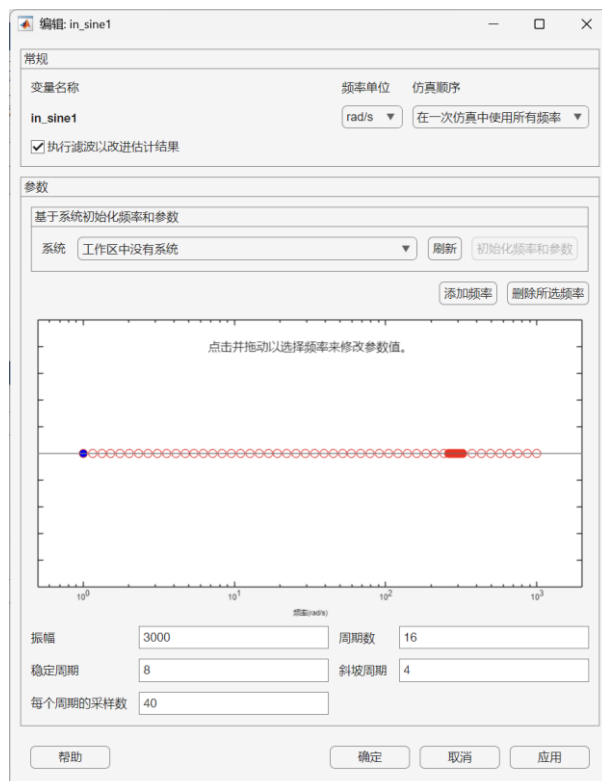 编辑: in_sine1
常规
变量名称 频率单位 仿真顺序
in_sine1 rad/s 在一次仿真中使用所有频率
执行滤波以改进估计结果
参数
基于系统初始化频率和参数
系统 工作区中没有系统 刷新 初始化频率和参数
添加频率 删除所选频率
点击并拖动以选择频率来修改参数值。
10⁰ 10¹ 10² 10³
频率(rad/s)
振幅 3000 周期数 16
稳定周期 8 斜坡周期 4
每个周期的采样数 40
帮助 确定 取消 应用